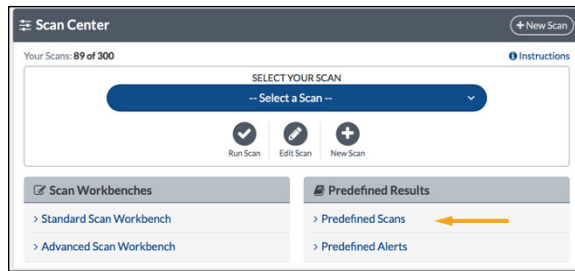 Scan Center
+ New Scan
Your Scans: 89 of 300
Instructions
SELECT YOUR SCAN
-- Select a Scan --
Run Scan
Edit Scan
New Scan
Scan Workbenches
> Standard Scan Workbench
> Advanced Scan Workbench
Predefined Results
> Predefined Scans
> Predefined Alerts